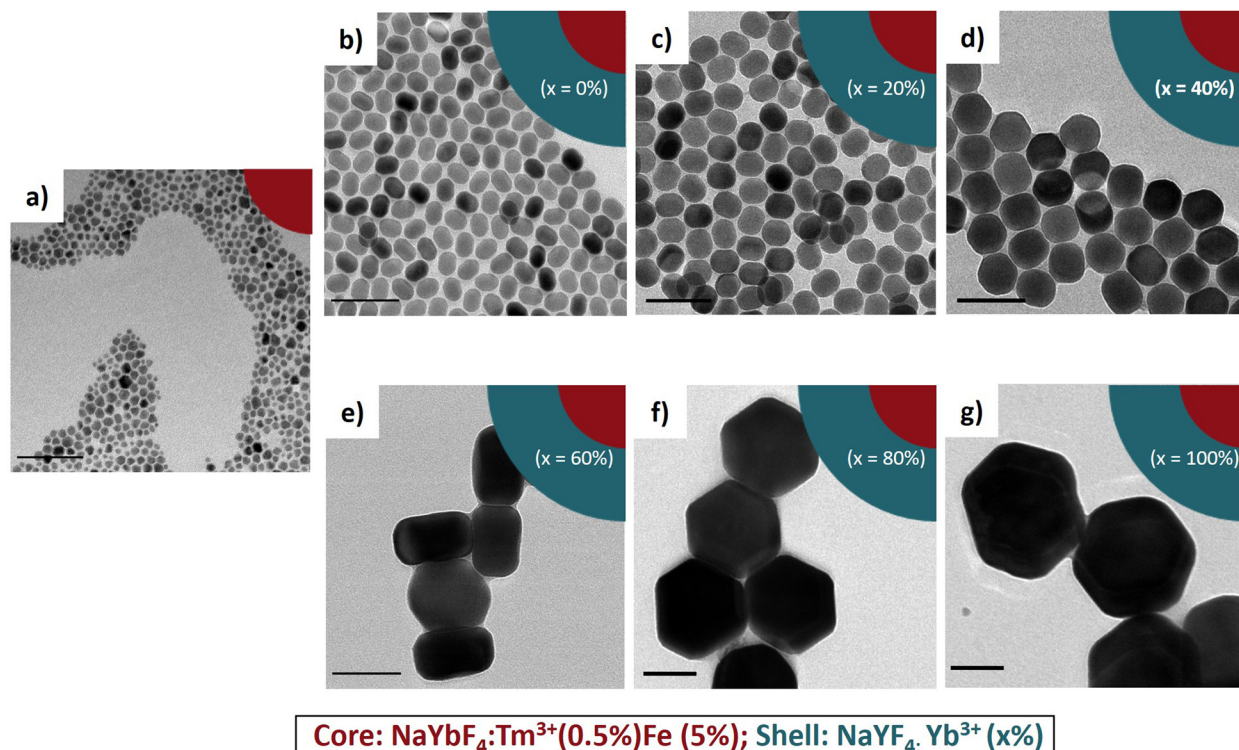 a)
b)
(x = 0%)
c)
(x = 20%)
d)
(x = 40%)
e)
(x = 60%)
f)
(x = 80%)
g)
(x = 100%)
Core: NaYbF₄:Tm³⁺(0.5%)Fe (5%); Shell: NaYF₄. Yb³⁺ (x%)